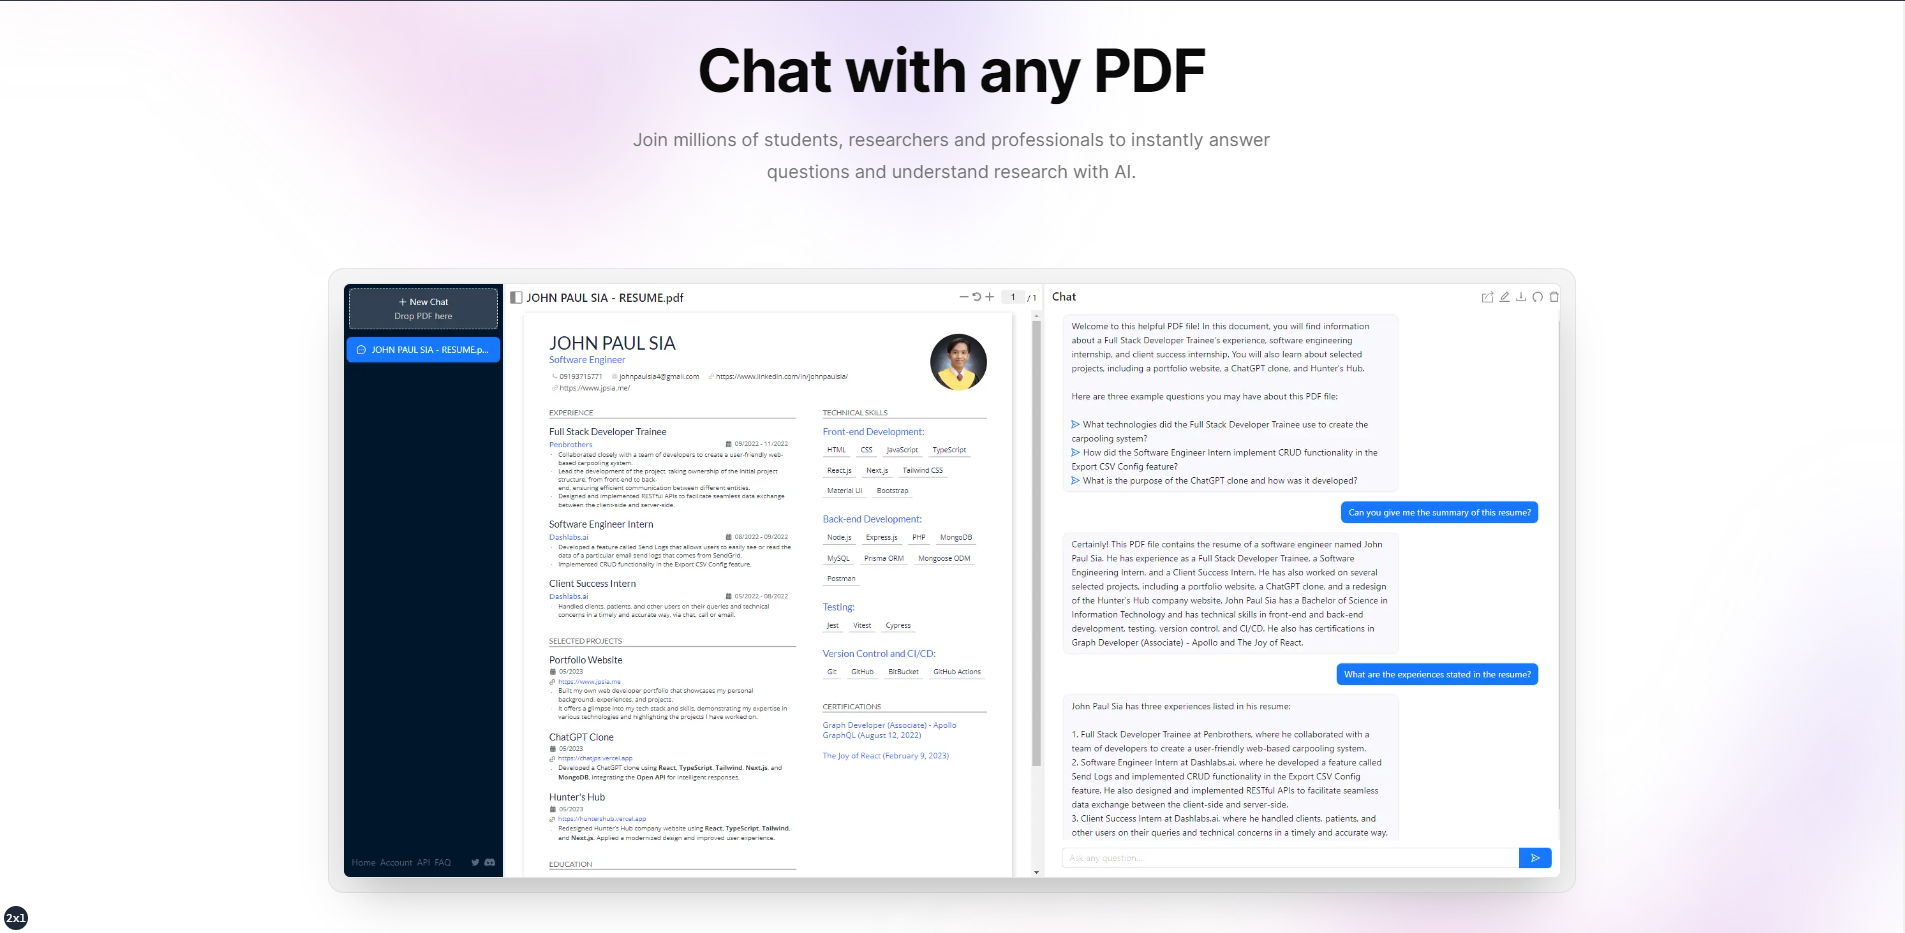 Chat with any PDF
Join millions of students, researchers and professionals to instantly answer
questions and understand research with AI.
+ New Chat
Drop PDF here
JOHN PAUL SIA - RESUME.p...
Home Account API FAQ
JOHN PAUL SIA - RESUME.pdf
1 / 1
JOHN PAUL SIA
Software Engineer
09193715771 johnpaulsia4@gmail.com https://www.linkedin.com/in/johnpaulsia/
https://www.jpsia.me/
EXPERIENCE
Full Stack Developer Trainee
Penbrothers 09/2022 - 11/2022
Collaborated closely with a team of developers to create a user-friendly web-
based carpooling system.
Lead the development of the project, taking ownership of the initial project
structure, from front-end to back-
end, ensuring efficient communication between different entities.
Designed and implemented RESTful APIs to facilitate seamless data exchange
between the client-side and server-side.
Software Engineer Intern
Dashlabs.ai 08/2022 - 09/2022
Developed a feature called Send Logs that allows users to easily see or read the
data of a particular email send logs that comes from SendGrid.
Implemented CRUD functionality in the Export CSV Config feature.
Client Success Intern
Dashlabs.ai 05/2022 - 08/2022
Handled clients, patients, and other users on their queries and technical
concerns in a timely and accurate way, via chat, call or email.
SELECTED PROJECTS
Portfolio Website
05/2023
https://www.jpsia.me
Built my own web developer portfolio that showcases my personal
background, experiences, and projects.
It offers a glimpse into my tech stack and skills, demonstrating my expertise in
various technologies and highlighting the projects I have worked on.
ChatGPT Clone
05/2023
https://chatjps.vercel.app
Developed a ChatGPT clone using React, TypeScript, Tailwind, Next.js, and
MongoDB, integrating the Open API for intelligent responses.
Hunter's Hub
05/2023
https://huntershub.vercel.app
Redesigned Hunter's Hub company website using React, TypeScript, Tailwind,
and Next.js. Applied a modernized design and improved user experience.
EDUCATION
TECHNICAL SKILLS
Front-end Development:
HTML CSS JavaScript TypeScript
React.js Next.js Tailwind CSS
Material UI Bootstrap
Back-end Development:
Node.js Express.js PHP MongoDB
MySQL Prisma ORM Mongoose ODM
Postman
Testing:
Jest Vitest Cypress
Version Control and CI/CD:
Git GitHub BitBucket GitHub Actions
CERTIFICATIONS
Graph Developer (Associate) - Apollo
GraphQL (August 12, 2022)
The Joy of React (February 9, 2023)
Chat
Welcome to this helpful PDF file! In this document, you will find information
about a Full Stack Developer Trainee's experience, software engineering
internship, and client success internship. You will also learn about selected
projects, including a portfolio website, a ChatGPT clone, and Hunter's Hub.
Here are three example questions you may have about this PDF file:
What technologies did the Full Stack Developer Trainee use to create the
carpooling system?
How did the Software Engineer Intern implement CRUD functionality in the
Export CSV Config feature?
What is the purpose of the ChatGPT clone and how was it developed?
Can you give me the summary of this resume?
Certainly! This PDF file contains the resume of a software engineer named John
Paul Sia. He has experience as a Full Stack Developer Trainee, a Software
Engineering Intern, and a Client Success Intern. He has also worked on several
selected projects, including a portfolio website, a ChatGPT clone, and a redesign
of the Hunter's Hub company website. John Paul Sia has a Bachelor of Science in
Information Technology and has technical skills in front-end and back-end
development, testing, version control, and CI/CD. He also has certifications in
Graph Developer (Associate) - Apollo and The Joy of React.
What are the experiences stated in the resume?
John Paul Sia has three experiences listed in his resume:
1. Full Stack Developer Trainee at Penbrothers, where he collaborated with a
team of developers to create a user-friendly web-based carpooling system.
2. Software Engineer Intern at Dashlabs.ai, where he developed a feature called
Send Logs and implemented CRUD functionality in the Export CSV Config
feature. He also designed and implemented RESTful APIs to facilitate seamless
data exchange between the client-side and server-side.
3. Client Success Intern at Dashlabs.ai, where he handled clients, patients, and
other users on their queries and technical concerns in a timely and accurate way.
Ask any question...
2x1